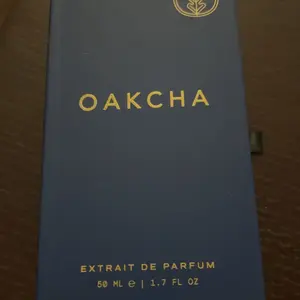 OAKCHA
EXTRAIT DE PARFUM
50 ML ℮ | 1.7 FL OZ